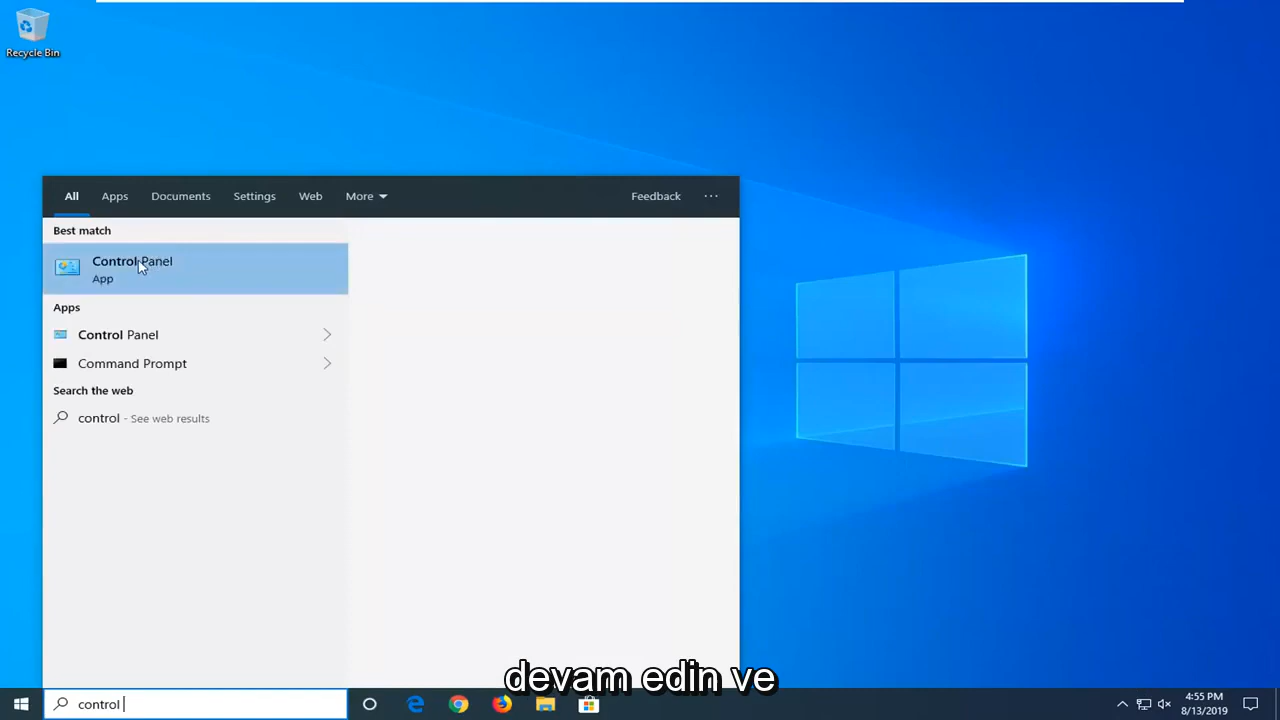 Recycle Bin
All Apps Documents Settings Web More Feedback ...
Best match
Control Panel
App
Apps
Control Panel
Command Prompt
Search the web
control - See web results
devam edin ve
control
4:55 PM
8/13/2019